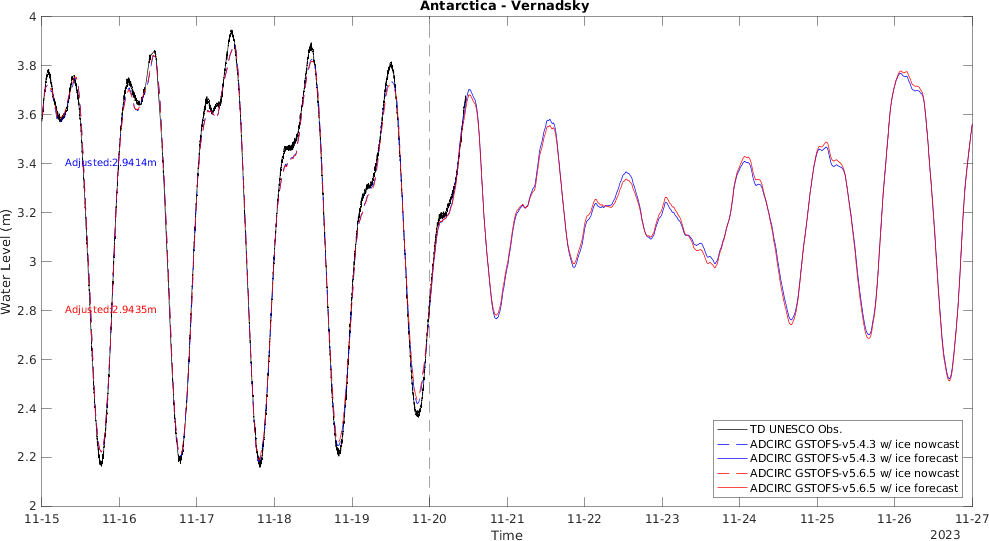 Antarctica - Vernadsky
4
3.8
3.6
3.4
3.2
3
2.8
2.6
2.4
2.2
2
Water Level (m)
Adjusted:2.9414m
Adjusted:2.9435m
TD UNESCO Obs.
ADCIRC GSTOFS-v5.4.3 w/ ice nowcast
ADCIRC GSTOFS-v5.4.3 w/ ice forecast
ADCIRC GSTOFS-v5.6.5 w/ ice nowcast
ADCIRC GSTOFS-v5.6.5 w/ ice forecast
11-15 11-16 11-17 11-18 11-19 11-20 11-21 11-22 11-23 11-24 11-25 11-26 11-27
Time
2023